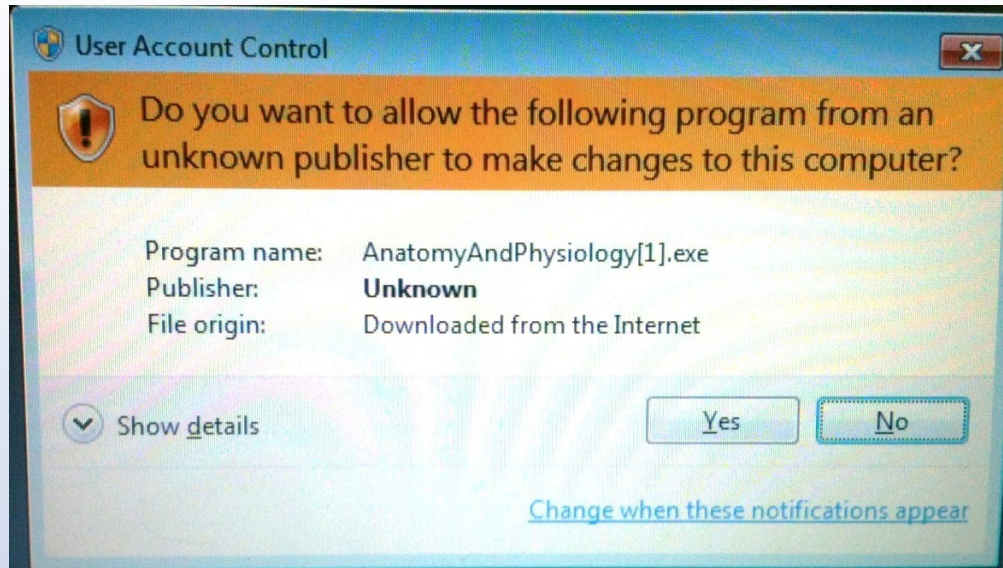 User Account Control
Do you want to allow the following program from an
unknown publisher to make changes to this computer?
Program name: AnatomyAndPhysiology[1].exe
Publisher: Unknown
File origin: Downloaded from the Internet
Show details
Yes No
Change when these notifications appear